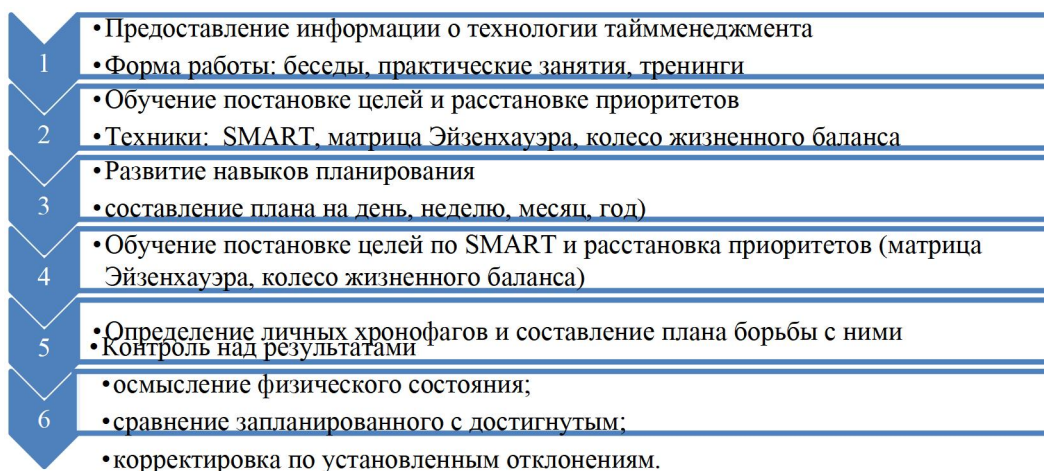 1
•Предоставление информации о технологии таймменеджмента
•Форма работы: беседы, практические занятия, тренинги
2
•Обучение постановке целей и расстановке приоритетов
•Техники: SMART, матрица Эйзенхауэра, колесо жизненного баланса
3
•Развитие навыков планирования
•составление плана на день, неделю, месяц, год)
4
•Обучение постановке целей по SMART и расстановка приоритетов (матрица
Эйзенхауэра, колесо жизненного баланса)
5
•Определение личных хронофагов и составление плана борьбы с ними
6
•Контроль над результатами
•осмысление физического состояния;
•сравнение запланированного с достигнутым;
•корректировка по установленным отклонениям.